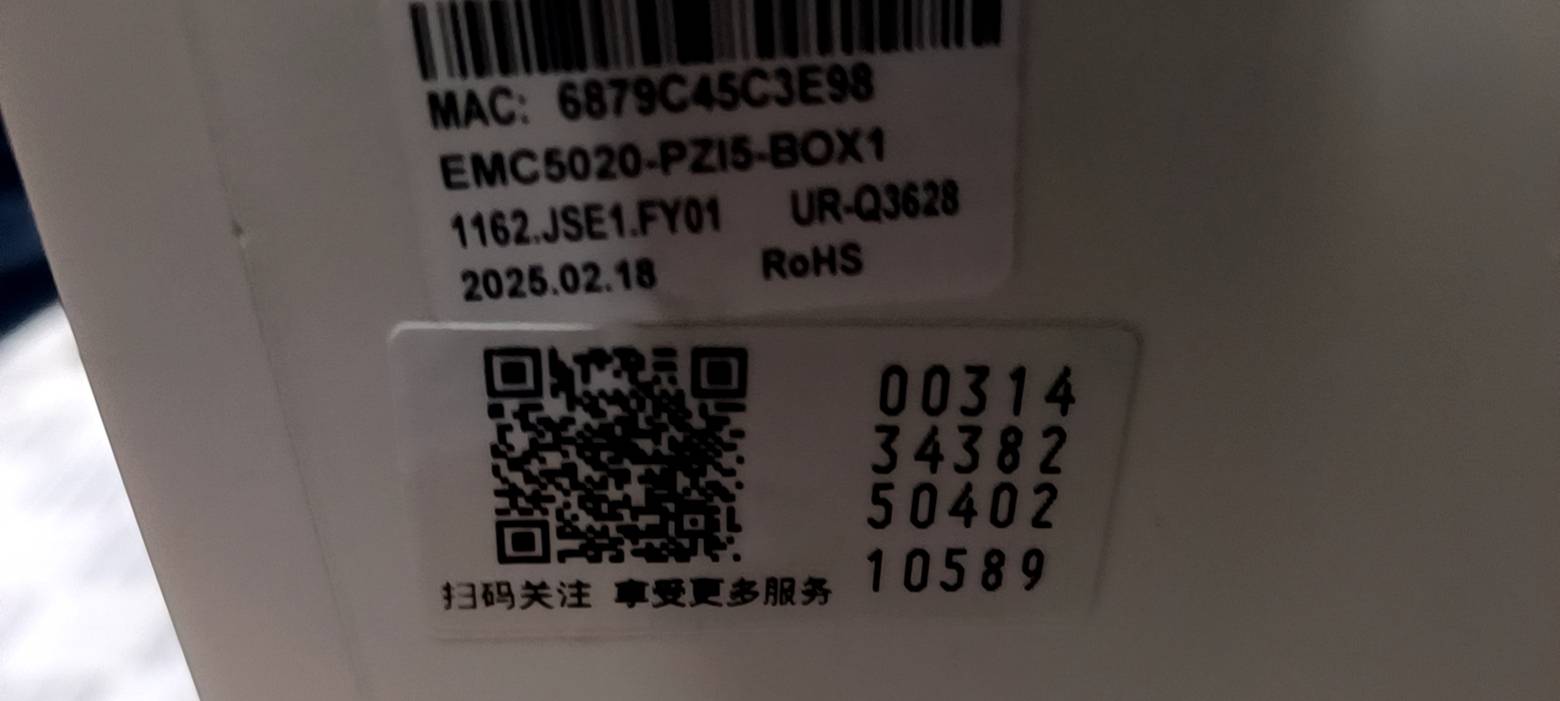 MAC: 6879C45C3E98
EMC5020-PZI5-BOX1
1162.JSE1.FY01 UR-Q3628
2025.02.18 RoHS
00314
34382
50402
10589
扫码关注 享受更多服务